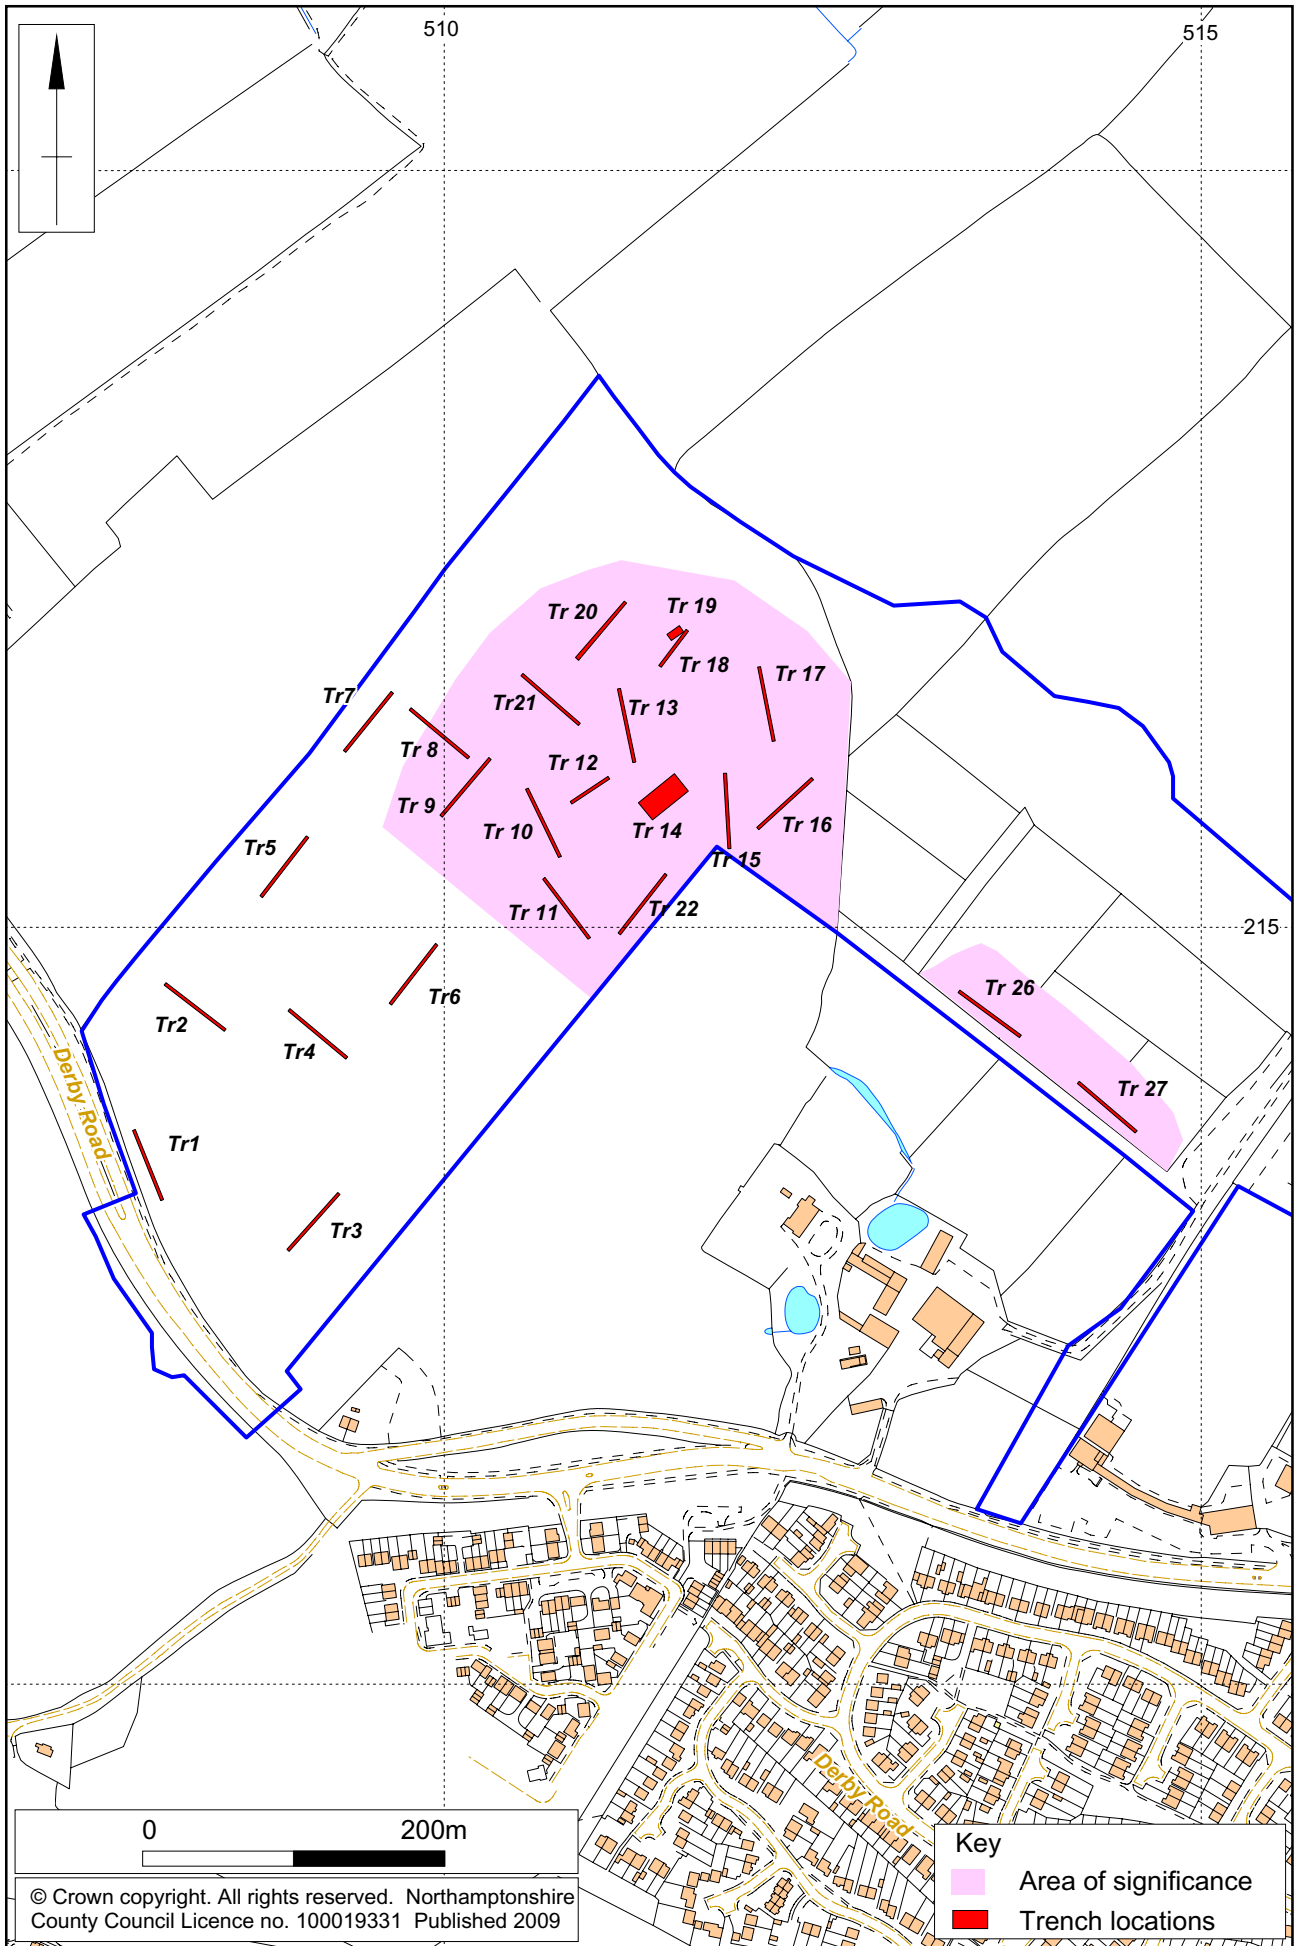 510
515
Tr 20
Tr 19
Tr 18
Tr 17
Tr7
Tr21
Tr 13
Tr 8
Tr 12
Tr 9
Tr 10
Tr 14
Tr 16
Tr5
Tr 15
Tr 11
Tr 22
215
Tr6
Tr 26
Tr2
Tr4
Derby Road
Tr 27
Tr1
Tr3
Derby Road
0 200m
Key
Area of significance
Trench locations
© Crown copyright. All rights reserved. Northamptonshire
County Council Licence no. 100019331 Published 2009